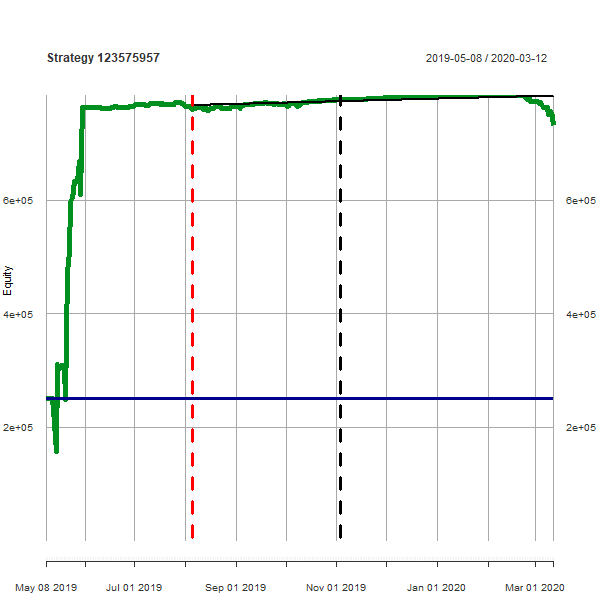 Strategy 123575957
2019-05-08 / 2020-03-12
Equity
6e+05
6e+05
4e+05
4e+05
2e+05
2e+05
May 08 2019
Jul 01 2019
Sep 01 2019
Nov 01 2019
Jan 01 2020
Mar 01 2020